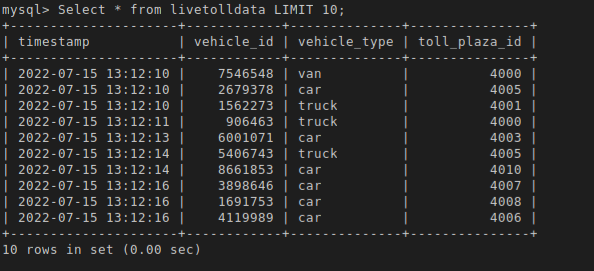 mysql> Select * from livetolldata LIMIT 10;
+---------------------+------------+--------------+---------------+
| timestamp           | vehicle_id | vehicle_type | toll_plaza_id |
+---------------------+------------+--------------+---------------+
| 2022-07-15 13:12:10 |    7546548 | van          |          4000 |
| 2022-07-15 13:12:10 |    2679378 | car          |          4005 |
| 2022-07-15 13:12:10 |    1562273 | truck        |          4001 |
| 2022-07-15 13:12:11 |     906463 | truck        |          4000 |
| 2022-07-15 13:12:13 |    6001071 | car          |          4003 |
| 2022-07-15 13:12:14 |    5406743 | truck        |          4005 |
| 2022-07-15 13:12:14 |    8661853 | car          |          4010 |
| 2022-07-15 13:12:16 |    3898646 | car          |          4007 |
| 2022-07-15 13:12:16 |    1691753 | car          |          4008 |
| 2022-07-15 13:12:16 |    4119989 | car          |          4006 |
+---------------------+------------+--------------+---------------+
10 rows in set (0.00 sec)